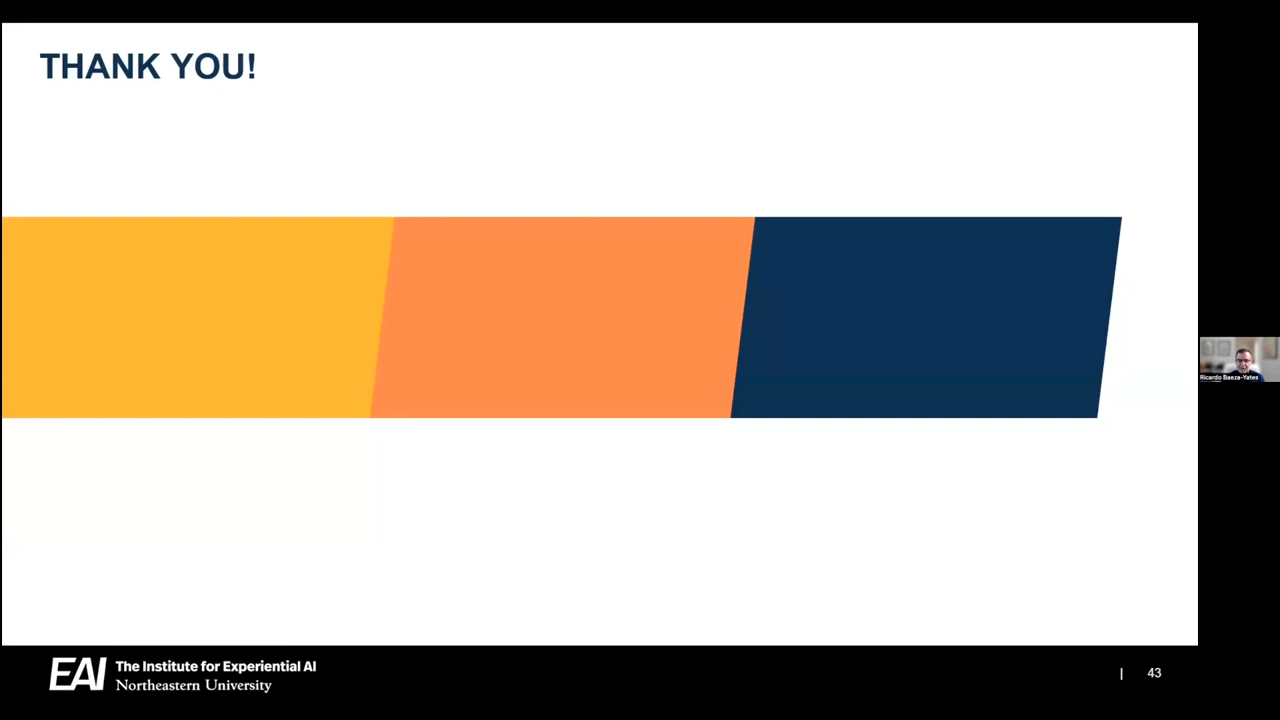 THANK YOU!
Ricardo Baeza-Yates
EAI
The Institute for Experiential AI
Northeastern University
| 43